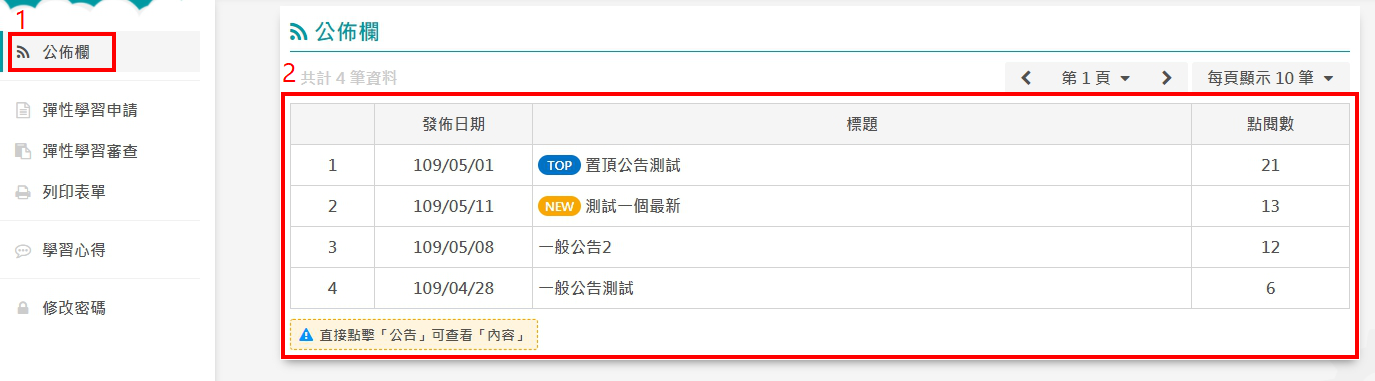 1
公佈欄
彈性學習申請
彈性學習審查
列印表單
學習心得
修改密碼
公佈欄
2 共計 4 筆資料 第 1 頁 每頁顯示 10 筆
發佈日期 標題 點閱數
1 109/05/01 TOP 置頂公告測試 21
2 109/05/11 NEW 測試一個最新 13
3 109/05/08 一般公告2 12
4 109/04/28 一般公告測試 6
直接點擊「公告」可查看「內容」